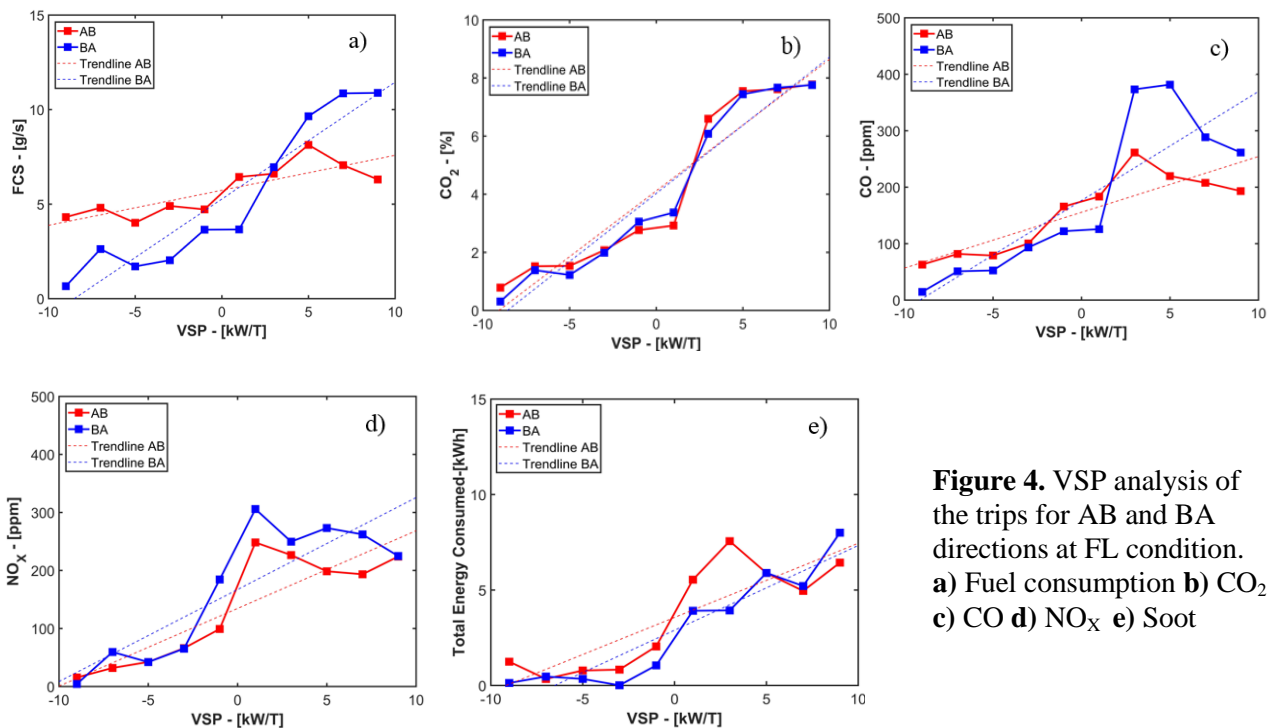 15
10
5
0
FCS - [g/s]
AB
BA
Trendline AB
Trendline BA
a)
-10
-5
0
5
10
VSP - [kW/T]
10
8
6
4
2
0
CO2 - [%]
AB
BA
Trendline AB
Trendline BA
b)
-10
-5
0
5
10
VSP - [kW/T]
500
400
300
200
100
0
CO - [ppm]
AB
BA
Trendline AB
Trendline BA
c)
-10
-5
0
5
10
VSP - [kW/T]
500
400
300
200
100
0
NOX - [ppm]
AB
BA
Trendline AB
Trendline BA
d)
-10
-5
0
5
10
VSP - [kW/T]
15
10
5
0
Total Energy Consumed-[kWh]
AB
BA
Trendline AB
Trendline BA
e)
-10
-5
0
5
10
VSP - [kW/T]
Figure 4. VSP analysis of
the trips for AB and BA
directions at FL condition.
a) Fuel consumption b) CO2
c) CO d) NOX e) Soot